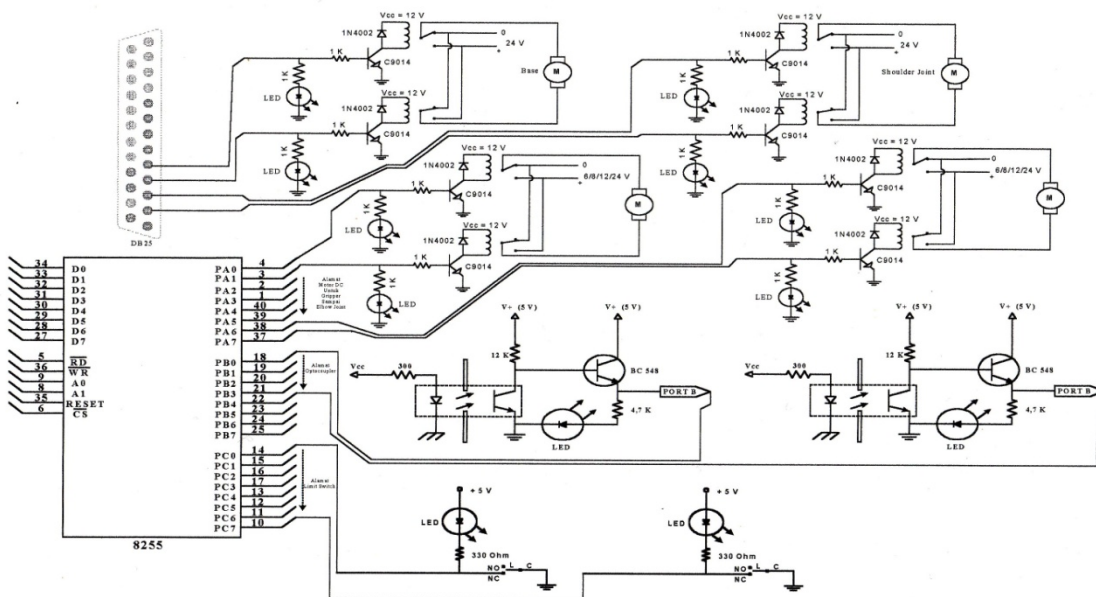 Vcc = 12 V
1N4002
0
24 V
+
1 K
C9014
1K
LED
Base
M
Vcc = 12 V
1N4002
1 K
C9014
1K
LED
Vcc = 12 V
1N4002
0
24 V
+
1 K
C9014
1K
LED
Shoulder Joint
M
Vcc = 12 V
1N4002
1 K
C9014
1K
LED
DB25
Vcc = 12 V
1N4002
0
6/8/12/24 V
+
1 K
C9014
1K
LED
M
Vcc = 12 V
1N4002
1 K
C9014
1K
LED
Vcc = 12 V
1N4002
0
6/8/12/24 V
+
1 K
C9014
1K
LED
M
Vcc = 12 V
1N4002
1 K
C9014
1K
LED
34 D0
33 D1
32 D2
31 D3
30 D4
29 D5
28 D6
27 D7
5 RD
36 WR
9 A0
8 A1
35 RESET
6 CS
PA0 4
PA1 3
PA2 2
PA3 1
PA4 40
PA5 39
PA6 38
PA7 37
PB0 18
PB1 19
PB2 20
PB3 21
PB4 22
PB5 23
PB6 24
PB7 25
PC0 14
PC1 15
PC2 16
PC3 17
PC4 13
PC5 12
PC6 11
PC7 10
8255
Alamat
Motor DC
Untuk
Gripper
Sampai
Elbow Joint
Alamat
Optocoupler
Alamat
Limit Switch
V+ (5 V)
V+ (5 V)
12 K
Vcc
300
BC 548
PORT B
4,7 K
LED
V+ (5 V)
V+ (5 V)
12 K
Vcc
300
BC 548
PORT B
4,7 K
LED
+ 5 V
LED
330 Ohm
NO L C
NC
+ 5 V
LED
330 Ohm
NO L C
NC